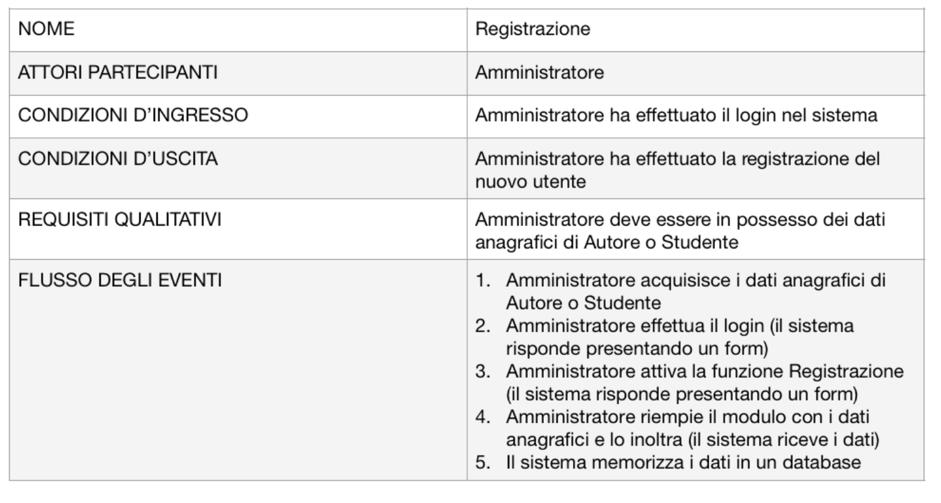 NOME
Registrazione
ATTORI PARTECIPANTI
Amministratore
CONDIZIONI D'INGRESSO
Amministratore ha effettuato il login nel sistema
CONDIZIONI D'USCITA
Amministratore ha effettuato la registrazione del
nuovo utente
REQUISITI QUALITATIVI
Amministratore deve essere in possesso dei dati
anagrafici di Autore o Studente
FLUSSO DEGLI EVENTI
1. Amministratore acquisisce i dati anagrafici di
Autore o Studente
2. Amministratore effettua il login (il sistema
risponde presentando un form)
3. Amministratore attiva la funzione Registrazione
(il sistema risponde presentando un form)
4. Amministratore riempie il modulo con i dati
anagrafici e lo inoltra (il sistema riceve i dati)
5. Il sistema memorizza i dati in un database